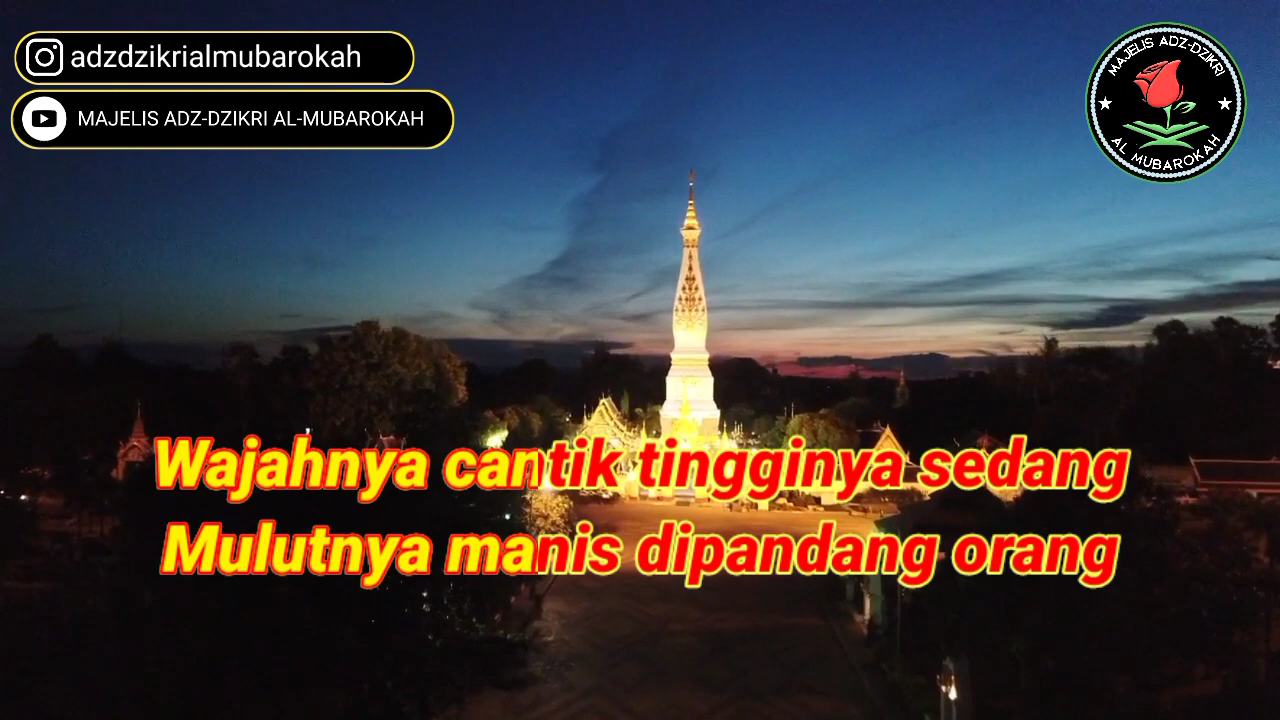 adzdzikrialmubarokah
MAJELIS ADZ-DZIKRI AL-MUBAROKAH
MAJELIS ADZ-DZIKRI
AL MUBAROKAH
Wajahnya cantik tingginya sedang
Mulutnya manis dipandang orang